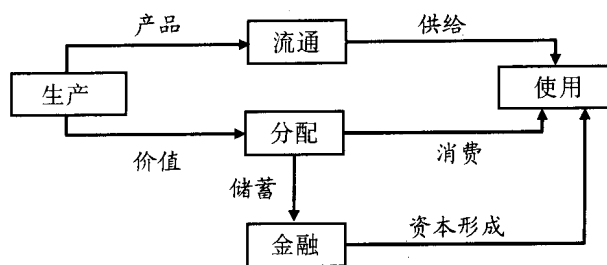 产品
流通
供给
生产
使用
价值
分配
消费
储蓄
金融
资本形成